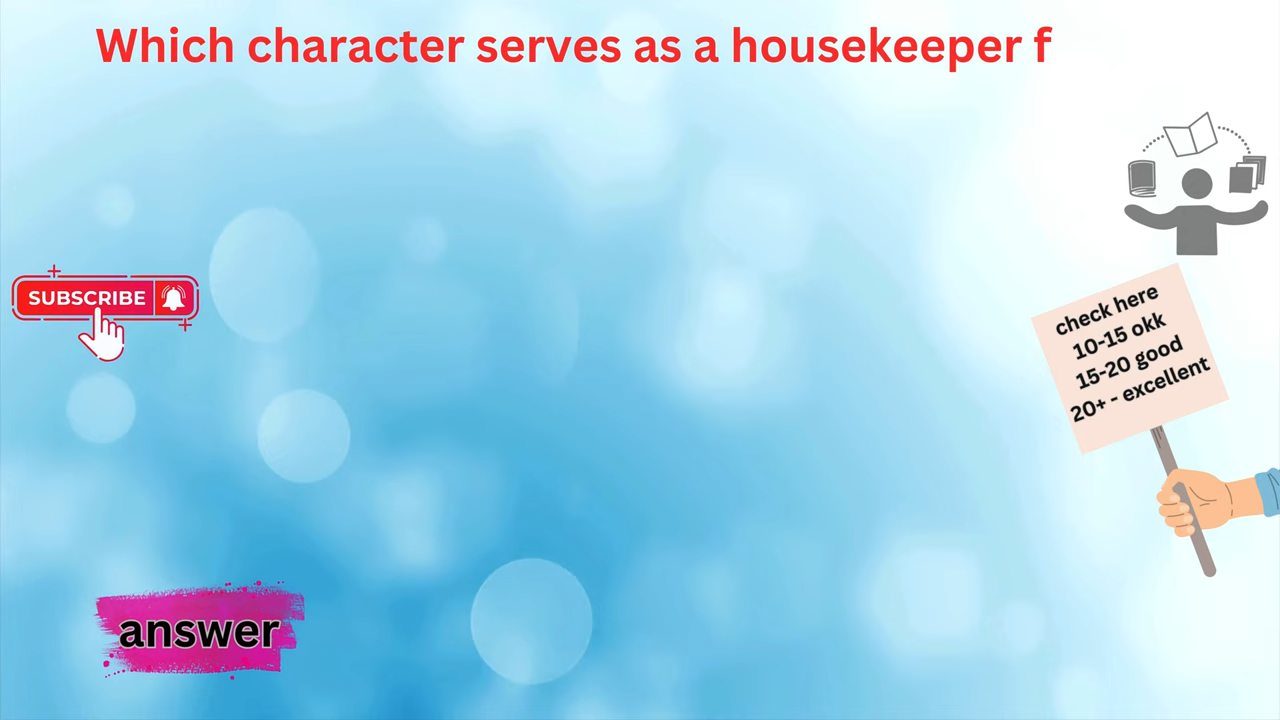 Which character serves as a housekeeper f
SUBSCRIBE
check here
10-15 okk
15-20 good
20+ - excellent
answer